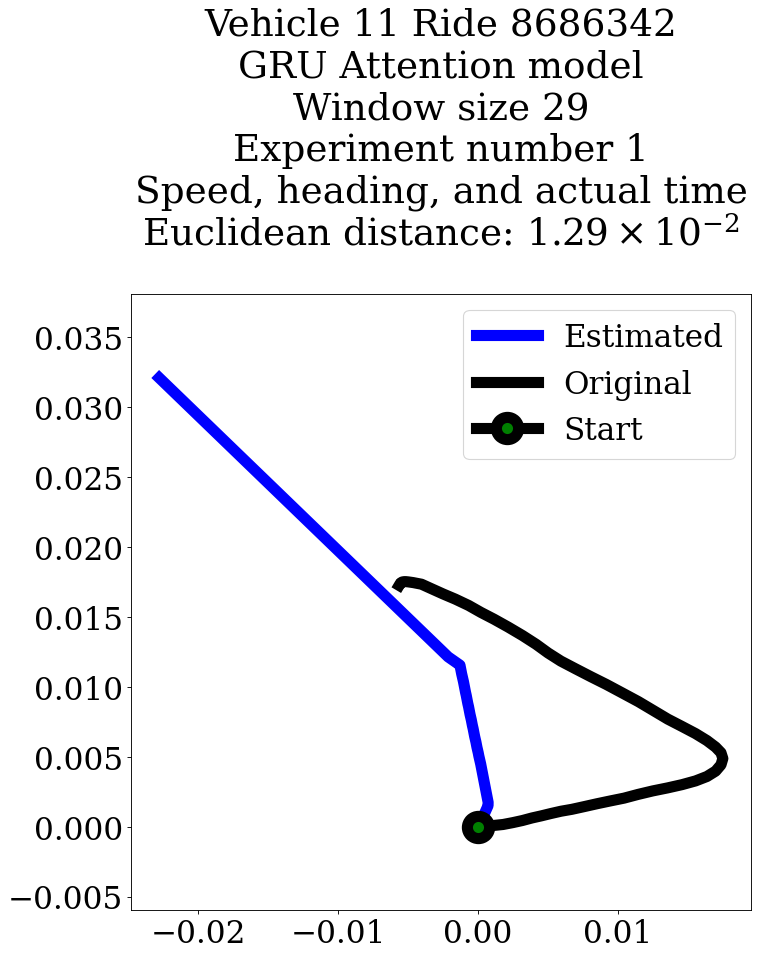 Vehicle 11 Ride 8686342
GRU Attention model
Window size 29
Experiment number 1
Speed, heading, and actual time
Euclidean distance: 1.29 × 10⁻²
Estimated
Original
Start
0.035
0.030
0.025
0.020
0.015
0.010
0.005
0.000
−0.005
−0.02 −0.01 0.00 0.01